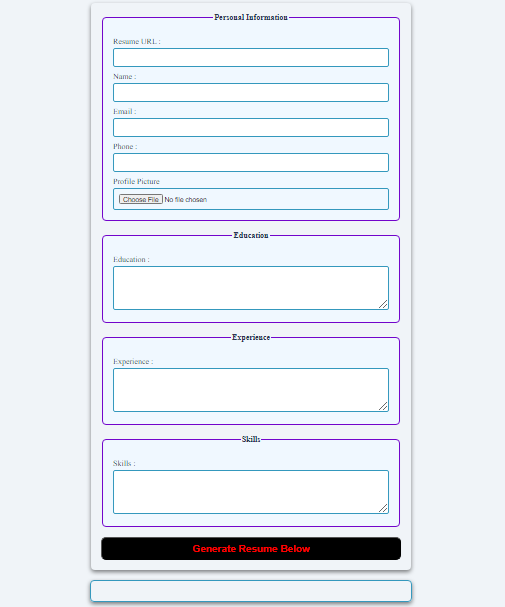 Personal Information
Resume URL :
Name :
Email :
Phone :
Profile Picture
Choose File No file chosen
Education
Education :
Experience
Experience :
Skills
Skills :
Generate Resume Below